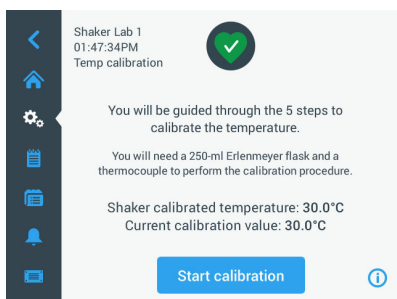 Shaker Lab 1
01:47:34PM
Temp calibration
You will be guided through the 5 steps to
calibrate the temperature.
You will need a 250-ml Erlenmeyer flask and a
thermocouple to perform the calibration procedure.
Shaker calibrated temperature: 30.0°C
Current calibration value: 30.0°C
Start calibration